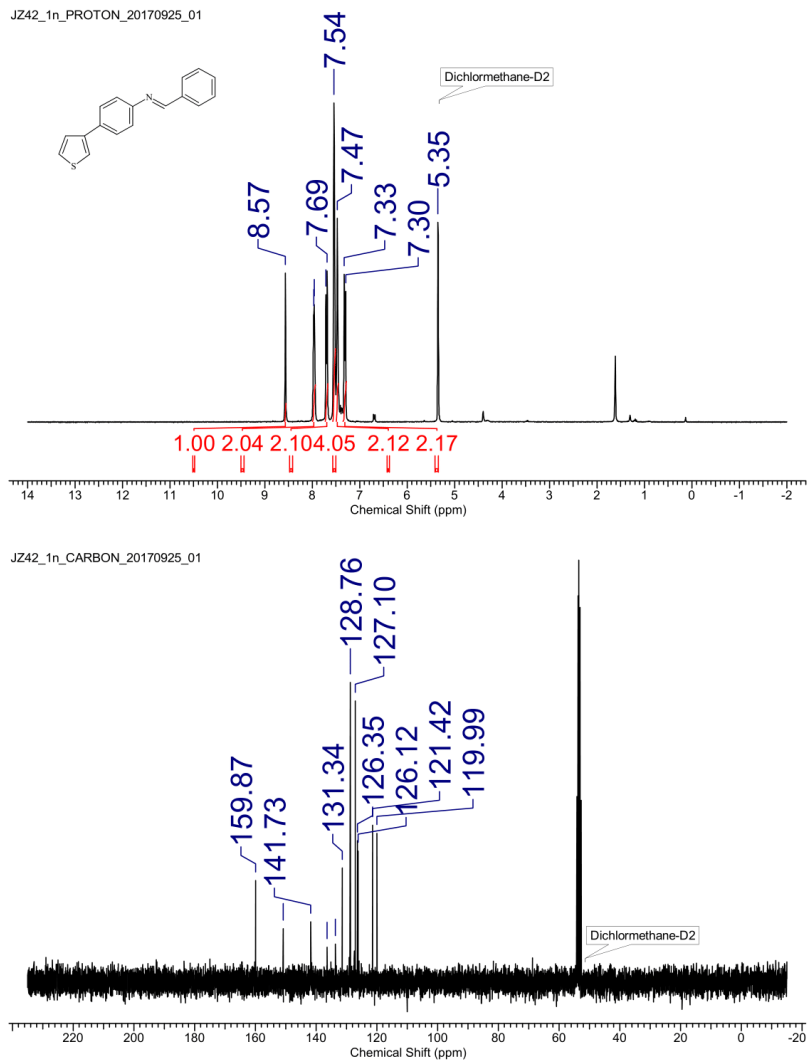 JZ42_1n_PROTON_20170925_01
N
S
8.57
7.69
7.54
7.47
7.33
7.30
5.35
Dichlormethane-D2
1.00 2.04 2.10 4.05 2.12 2.17
14 13 12 11 10 9 8 7 6 5 4 3 2 1 0 -1 -2
Chemical Shift (ppm)
JZ42_1n_CARBON_20170925_01
159.87
141.73
131.34
128.76
127.10
126.35
126.12
121.42
119.99
Dichlormethane-D2
220 200 180 160 140 120 100 80 60 40 20 0 -20
Chemical Shift (ppm)